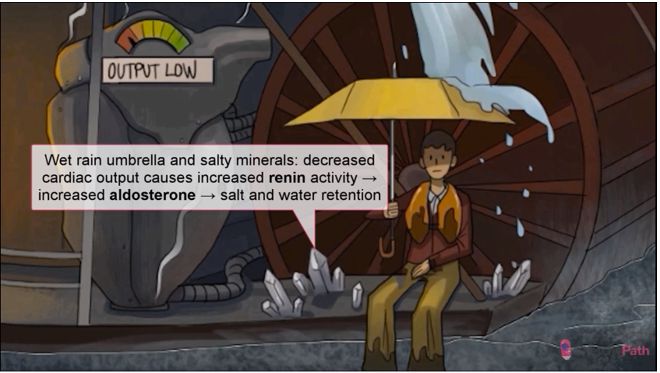 OUTPUT LOW
Wet rain umbrella and salty minerals: decreased
cardiac output causes increased renin activity →
increased aldosterone → salt and water retention
Path